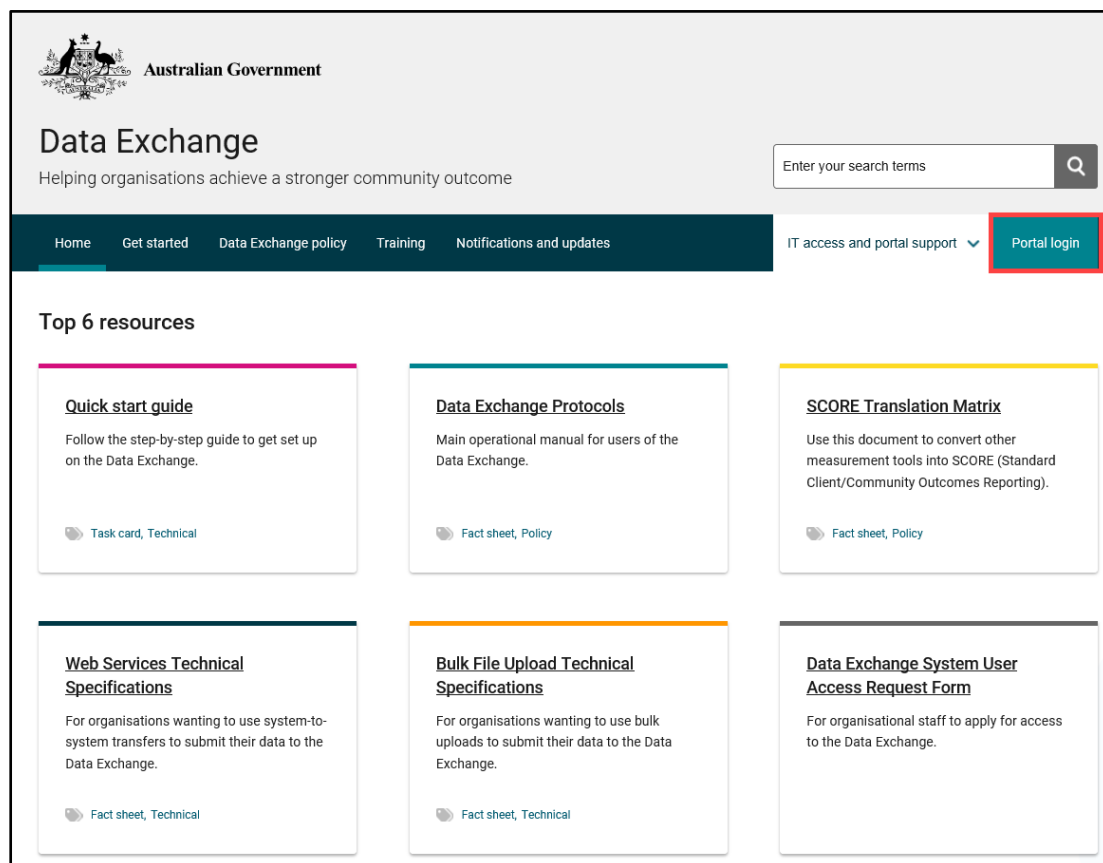 Australian Government
Data Exchange
Helping organisations achieve a stronger community outcome
Enter your search terms
Home
Get started
Data Exchange policy
Training
Notifications and updates
IT access and portal support
Portal login
Top 6 resources
Quick start guide
Follow the step-by-step guide to get set up
on the Data Exchange.
Task card, Technical
Data Exchange Protocols
Main operational manual for users of the
Data Exchange.
Fact sheet, Policy
SCORE Translation Matrix
Use this document to convert other
measurement tools into SCORE (Standard
Client/Community Outcomes Reporting).
Fact sheet, Policy
Web Services Technical
Specifications
For organisations wanting to use system-to-
system transfers to submit their data to the
Data Exchange.
Fact sheet, Technical
Bulk File Upload Technical
Specifications
For organisations wanting to use bulk
uploads to submit their data to the Data
Exchange.
Fact sheet, Technical
Data Exchange System User
Access Request Form
For organisational staff to apply for access
to the Data Exchange.